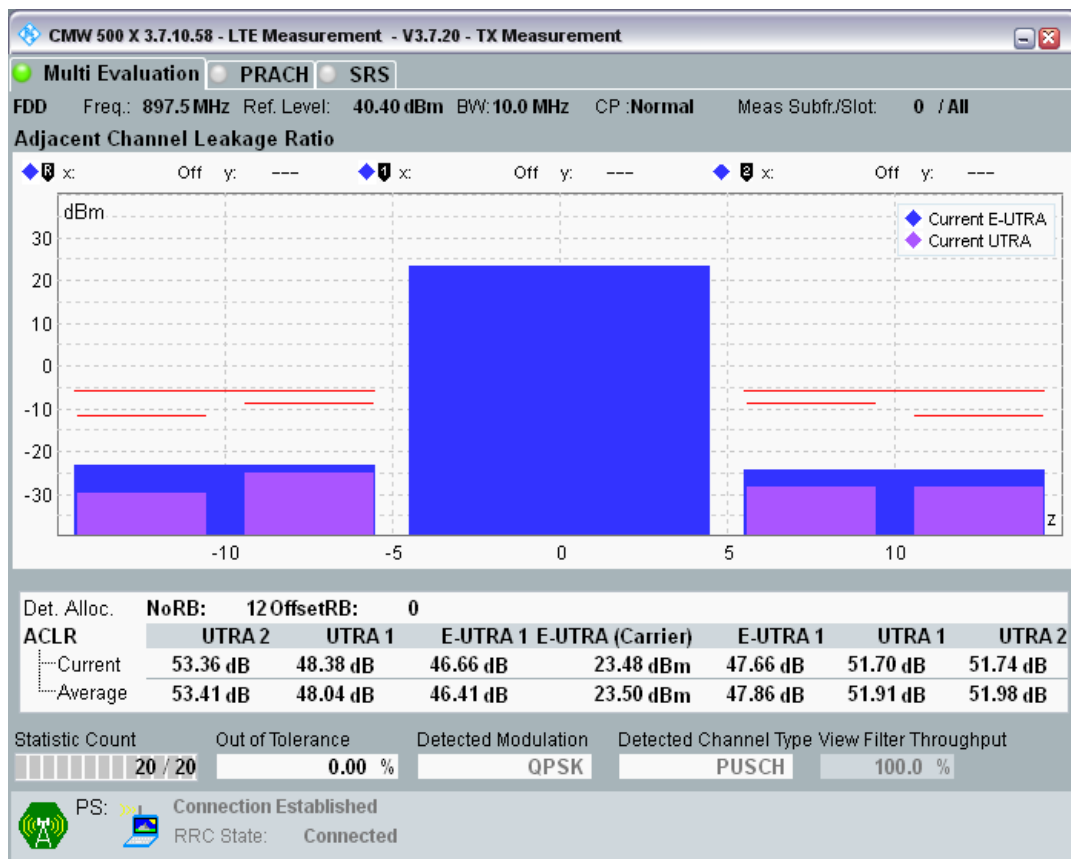 CMW 500 X 3.7.10.58 - LTE Measurement - V3.7.20 - TX Measurement
Multi Evaluation PRACH SRS
FDD Freq.: 897.5 MHz Ref. Level: 40.40 dBm BW: 10.0 MHz CP :Normal Meas Subfr./Slot: 0 / All
Adjacent Channel Leakage Ratio
R x: Off y: --- 1 x: Off y: --- 2 x: Off y: ---
dBm
Current E-UTRA
Current UTRA
30
20
10
0
-10
-20
-30
z
-10 -5 0 5 10
Det. Alloc. NoRB: 12 OffsetRB: 0
ACLR UTRA 2 UTRA 1 E-UTRA 1 E-UTRA (Carrier) E-UTRA 1 UTRA 1 UTRA 2
Current 53.36 dB 48.38 dB 46.66 dB 23.48 dBm 47.66 dB 51.70 dB 51.74 dB
Average 53.41 dB 48.04 dB 46.41 dB 23.50 dBm 47.86 dB 51.91 dB 51.98 dB
Statistic Count Out of Tolerance Detected Modulation Detected Channel Type View Filter Throughput
20 / 20 0.00 % QPSK PUSCH 100.0 %
PS: Connection Established
RRC State: Connected